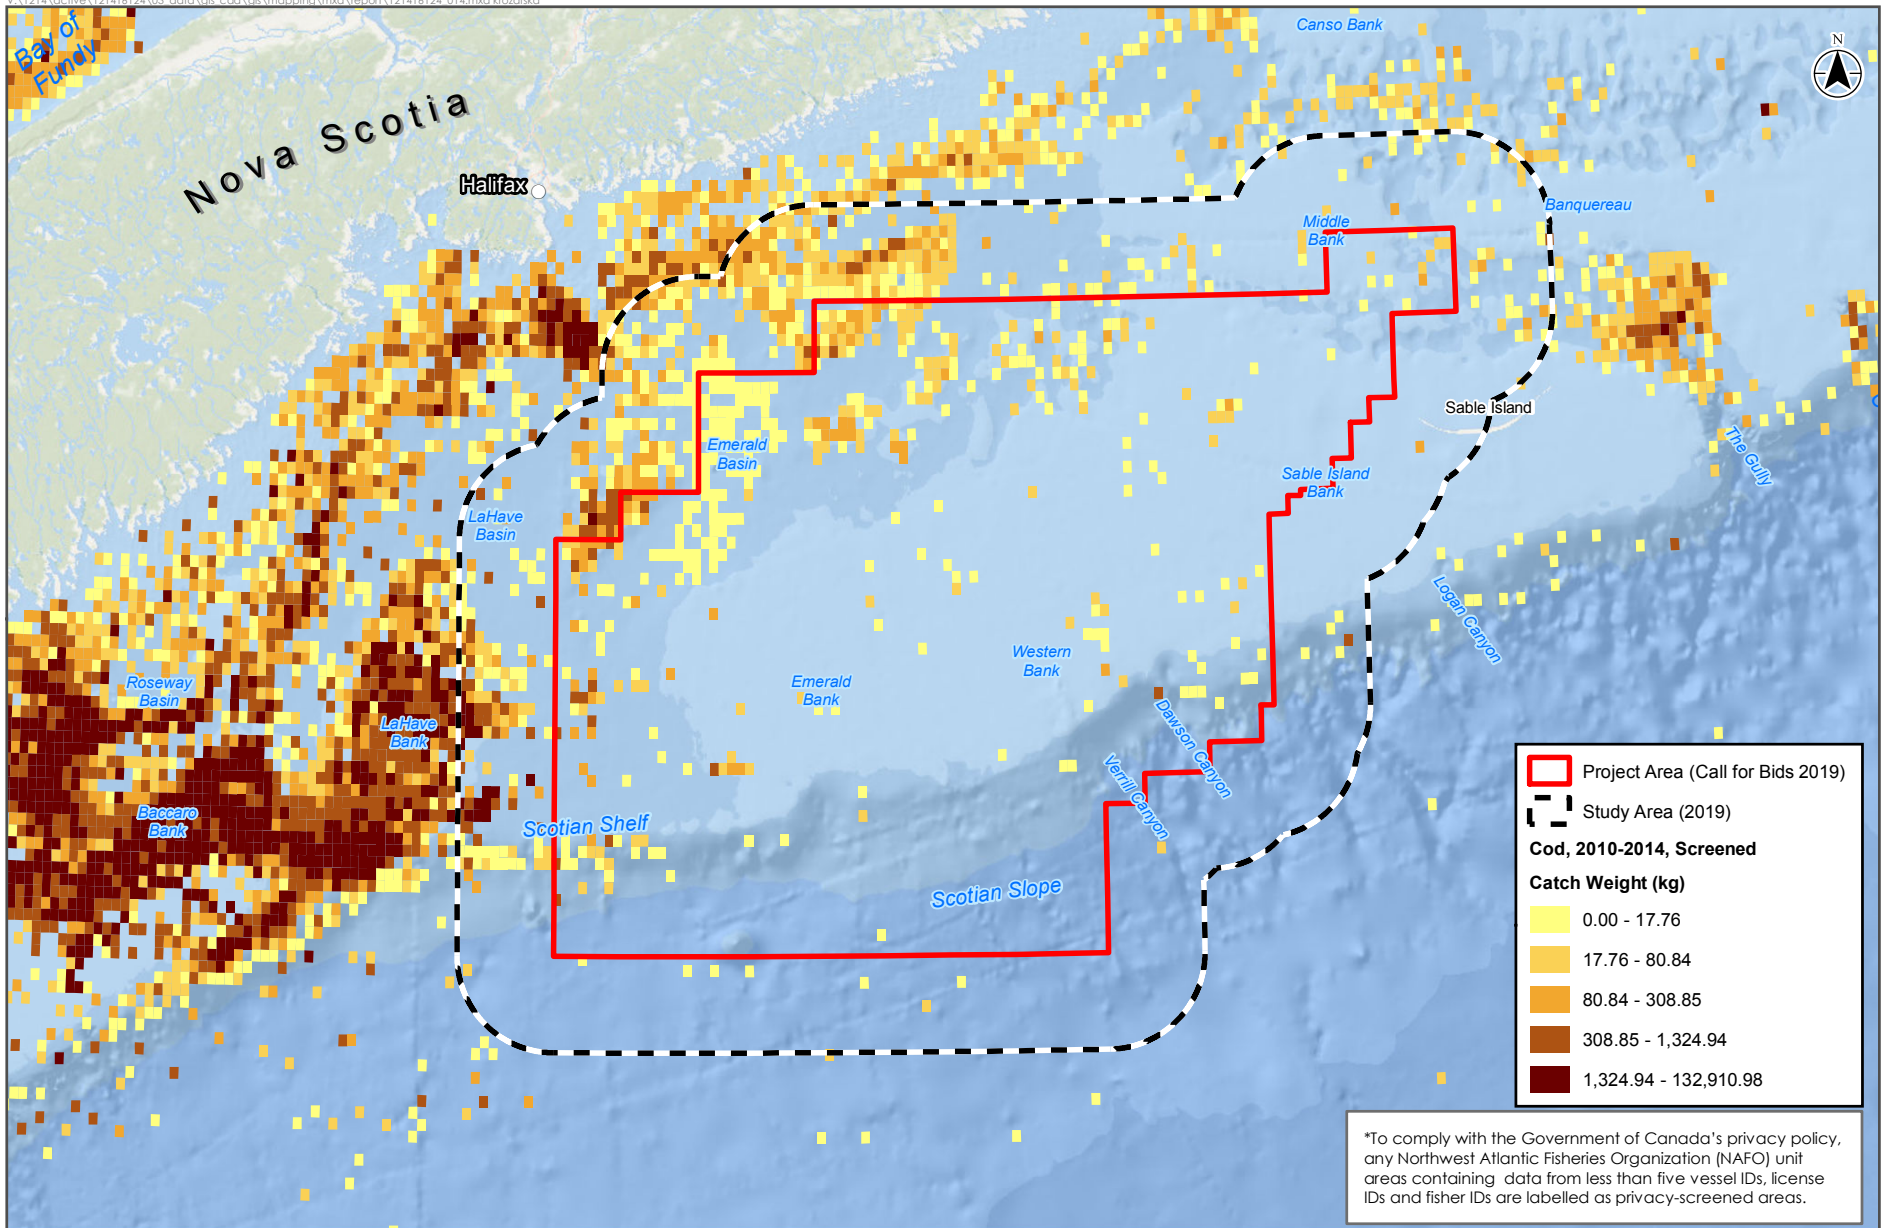 Bay of
Fundy
Canso Bank
N
Nova Scotia
Halifax
Banquereau
Middle
Bank
Sable Island
Emerald
Basin
The Gully
Sable Island
Bank
LaHave
Basin
Logan Canyon
Western
Bank
Roseway
Basin
Emerald
Bank
LaHave
Bank
Dawson Canyon
Verrill Canyon
Baccaro
Bank
Scotian Shelf
Scotian Slope
Project Area (Call for Bids 2019)
Study Area (2019)
Cod, 2010-2014, Screened
Catch Weight (kg)
0.00 - 17.76
17.76 - 80.84
80.84 - 308.85
308.85 - 1,324.94
1,324.94 - 132,910.98
*To comply with the Government of Canada's privacy policy,
any Northwest Atlantic Fisheries Organization (NAFO) unit
areas containing data from less than five vessel IDs, license
IDs and fisher IDs are labelled as privacy-screened areas.